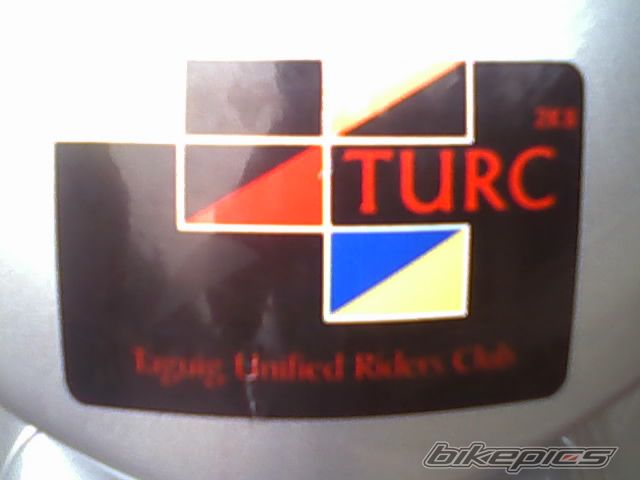 TURC
Taguig Unified Riders Club
bikepics